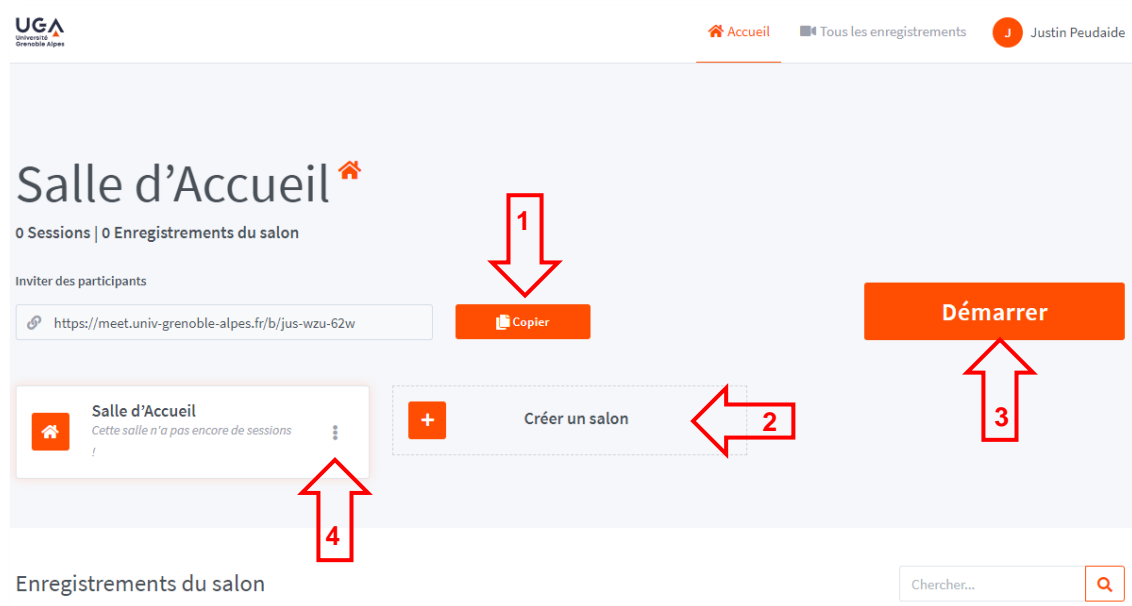 UGA
Université
Grenoble Alpes
Accueil
Tous les enregistrements
J
Justin Peudaide
Salle d’Accueil
0 Sessions | 0 Enregistrements du salon
1
Inviter des participants
https://meet.univ-grenoble-alpes.fr/b/jus-wzu-62w
Copier
Démarrer
Salle d’Accueil
Cette salle n'a pas encore de sessions
!
+
Créer un salon
2
3
4
Enregistrements du salon
Chercher...